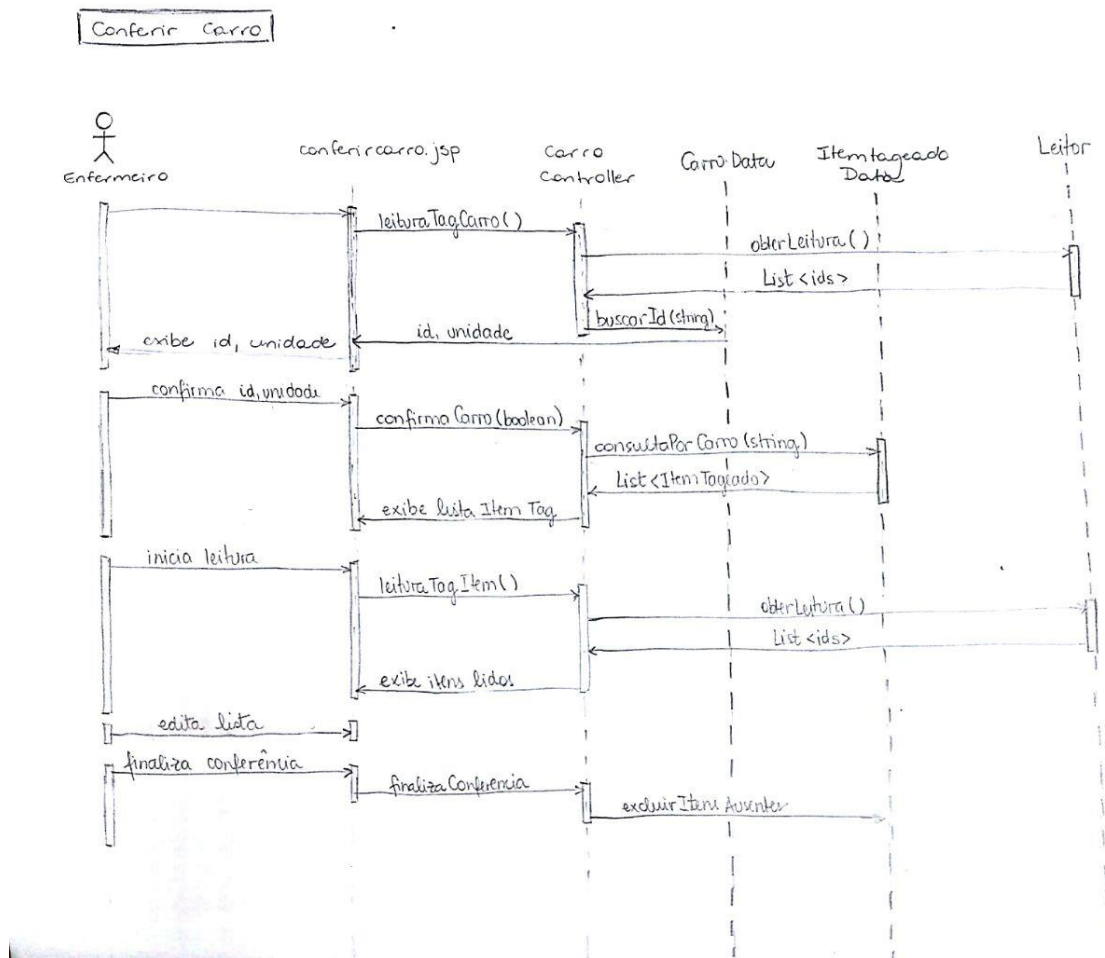 Conferir Carro
Enfermeiro
conferircarro.jsp
Carro
Controller
Carro Data
Itemtageado
Data
Leitor
leituraTagCarro()
obterLeitura()
List<ids>
buscarId(string)
id, unidade
exibe id, unidade
confirma id, unidade
confirmaCarro(boolean)
consultaPorCarro(string)
List<ItemTageado>
exibe lista Item Tag
inicia leitura
leituraTagItem()
obterLeitura()
List<ids>
exibe itens lidos
edita lista
finaliza conferência
finalizaConferencia
excluirItensAusentes